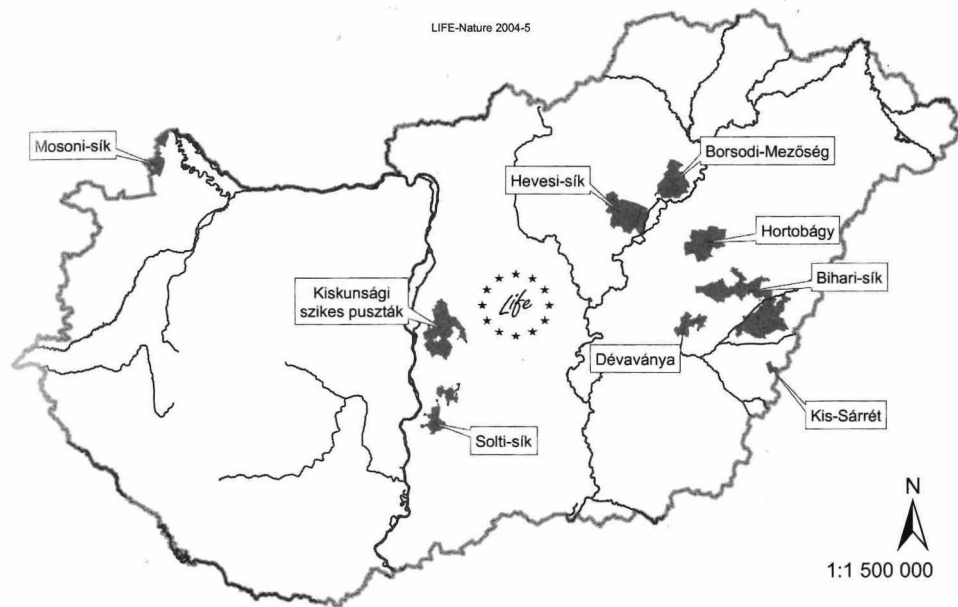 LIFE-Nature 2004-5
Mosoni-sík
Borsodi-Mezőség
Hevesi-sík
Hortobágy
Bihari-sík
Kiskunsági
szikes puszták
Life
Dévaványa
Kis-Sárrét
Solti-sík
N
1:1 500 000